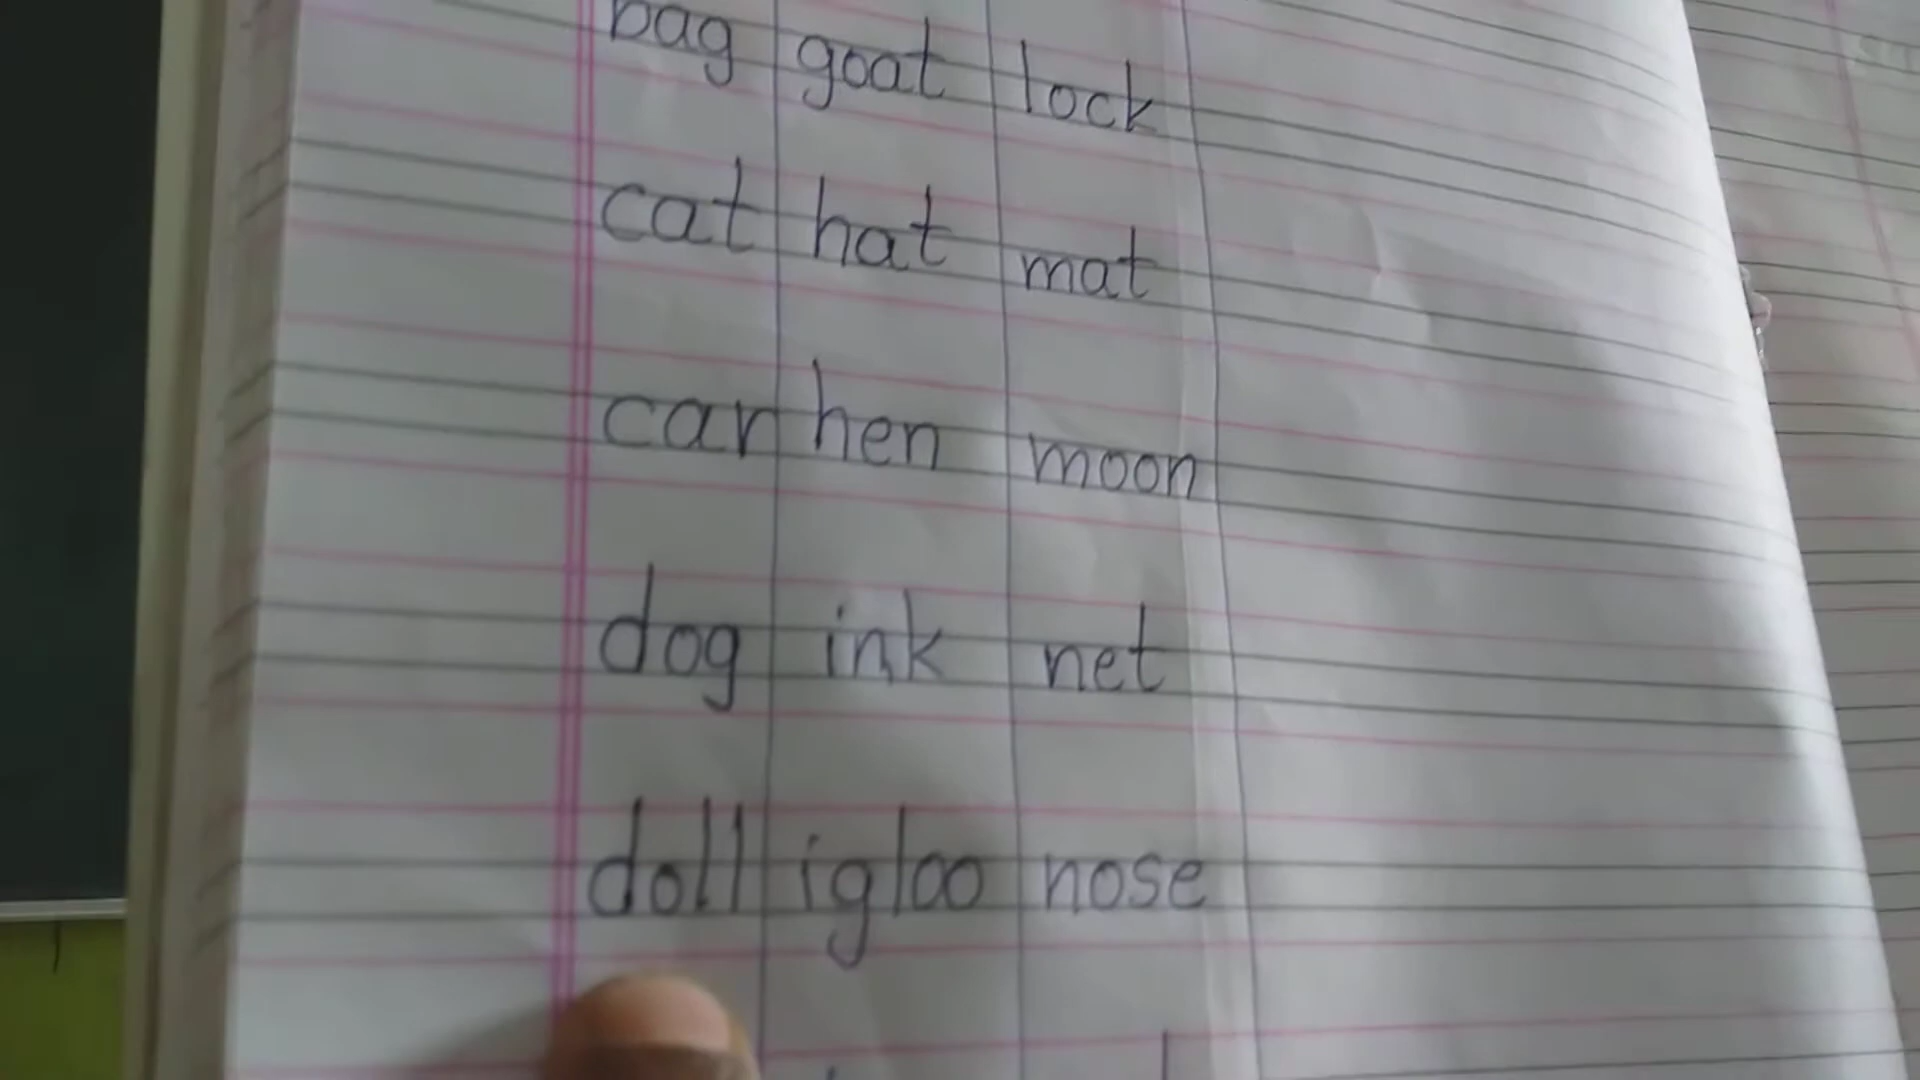 bag goat lock
cat hat mat
car hen moon
dog ink net
doll igloo nose